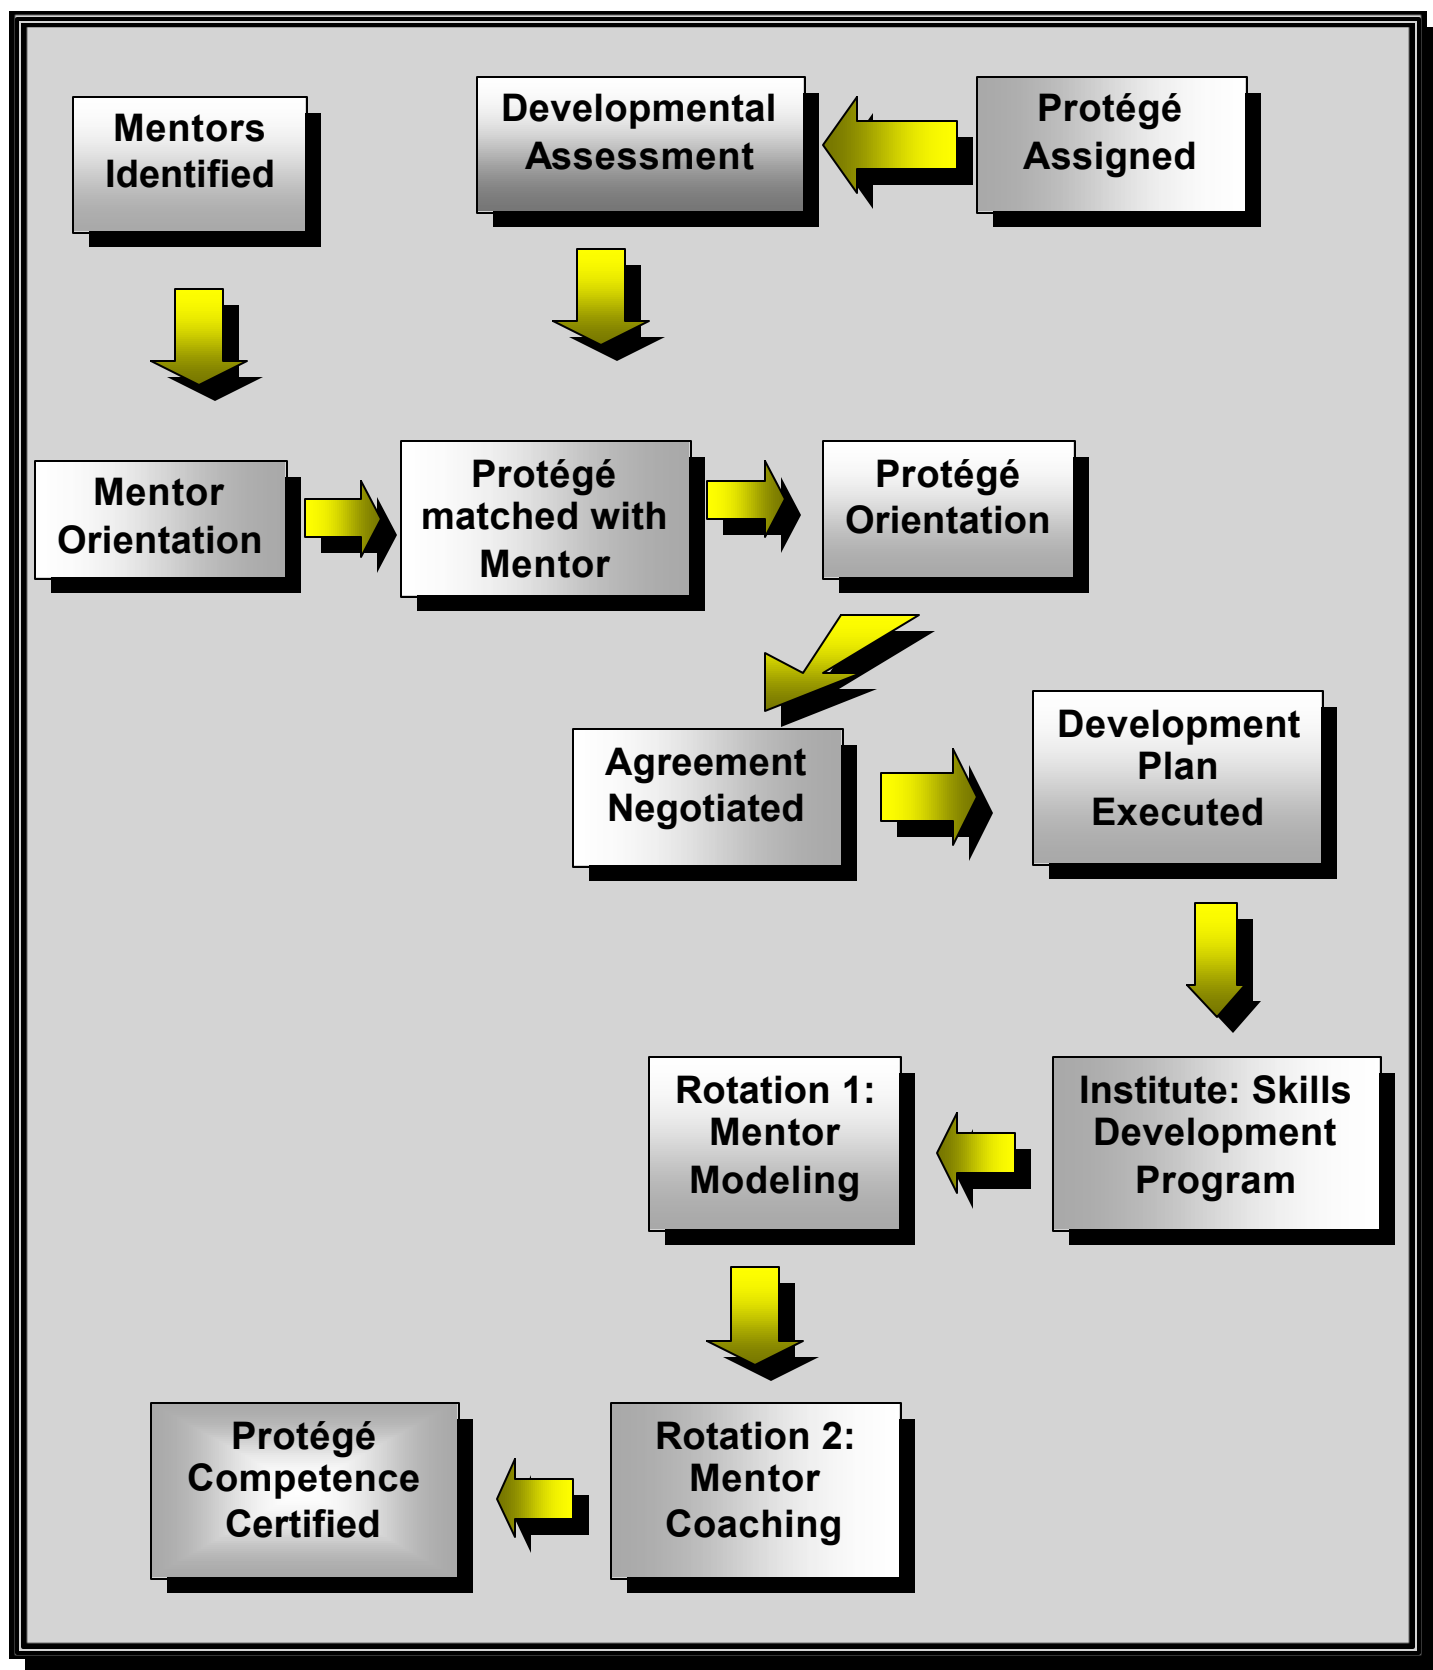 Mentors
Identified
Developmental
Assessment
Protégé
Assigned
Mentor
Orientation
Protégé
matched with
Mentor
Protégé
Orientation
Agreement
Negotiated
Development
Plan
Executed
Rotation 1:
Mentor
Modeling
Institute: Skills
Development
Program
Protégé
Competence
Certified
Rotation 2:
Mentor
Coaching